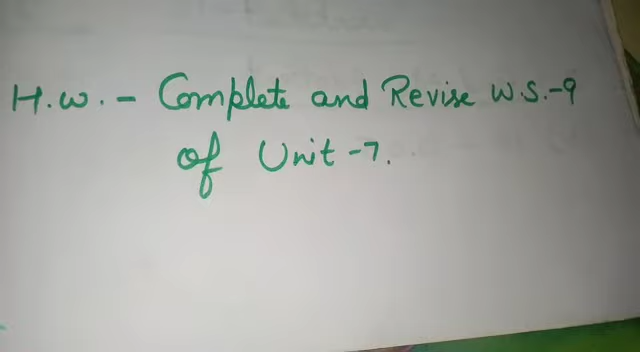 H.W. - Complete and Revise W.S.-9
of Unit-7.